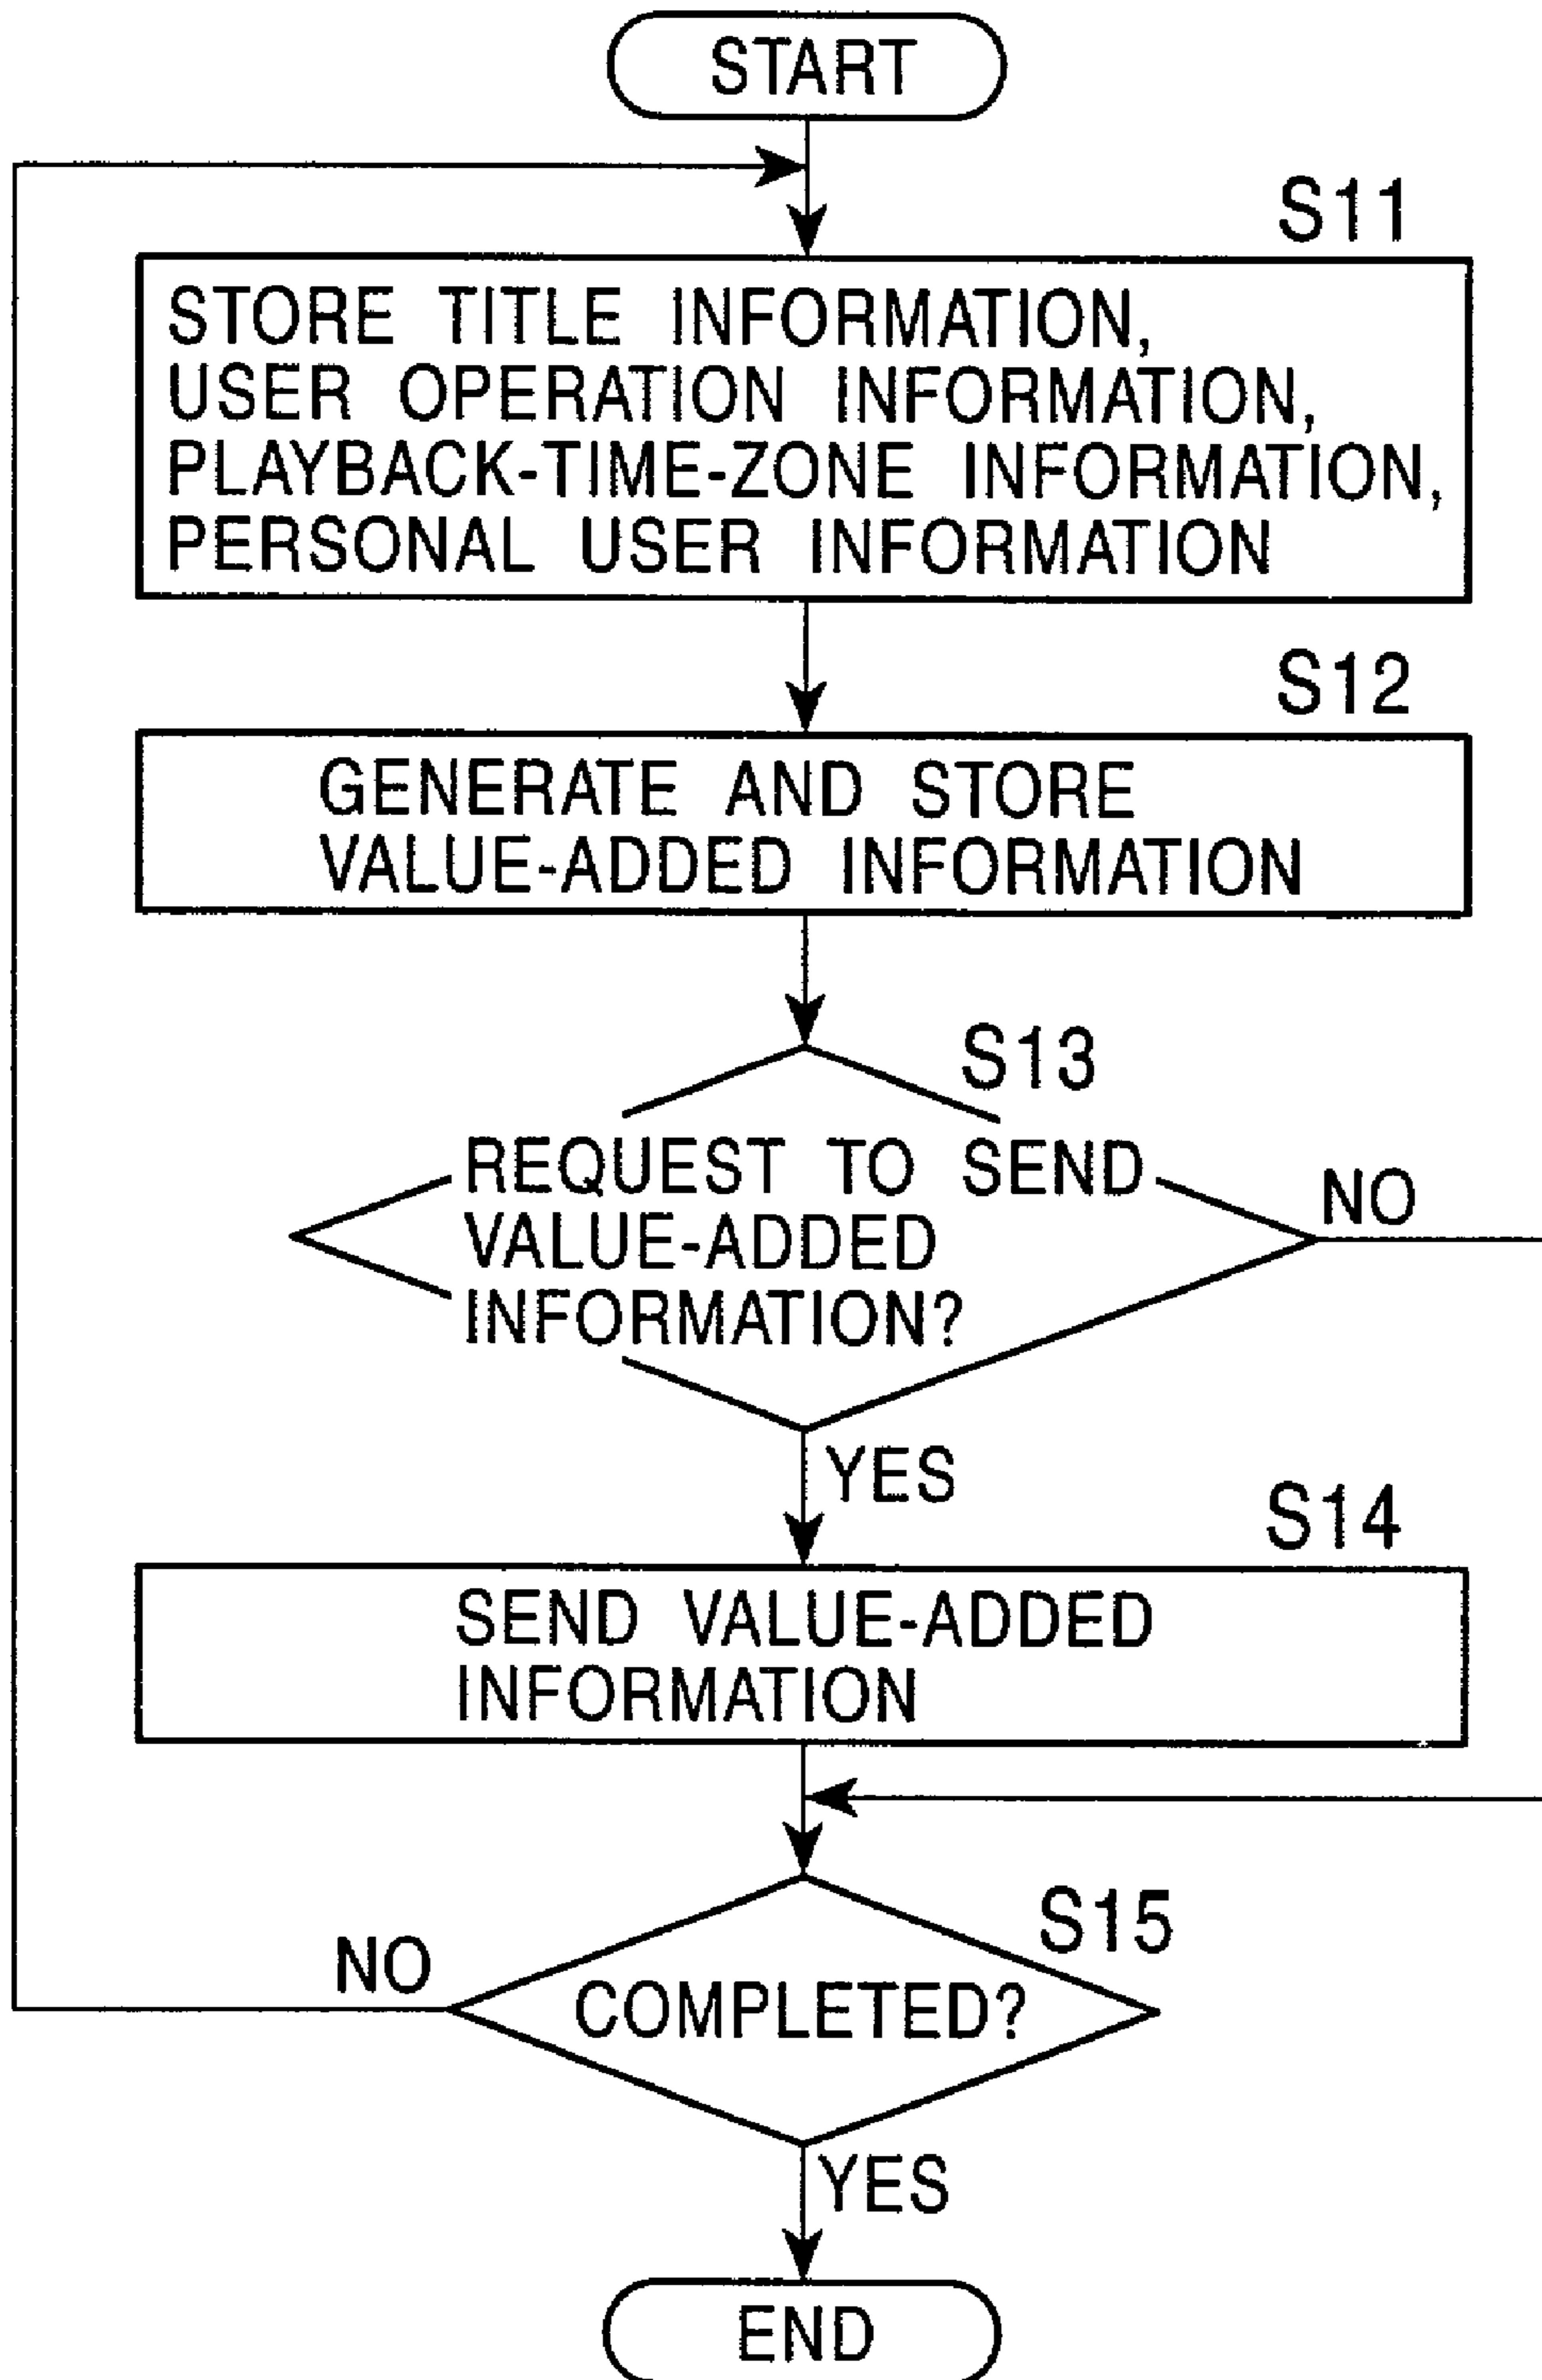 START
S11
STORE TITLE INFORMATION,
USER OPERATION INFORMATION,
PLAYBACK-TIME-ZONE INFORMATION,
PERSONAL USER INFORMATION
S12
GENERATE AND STORE
VALUE-ADDED INFORMATION
S13
REQUEST TO SEND
VALUE-ADDED
INFORMATION?
NO
YES
S14
SEND VALUE-ADDED
INFORMATION
S15
NO
COMPLETED?
YES
END